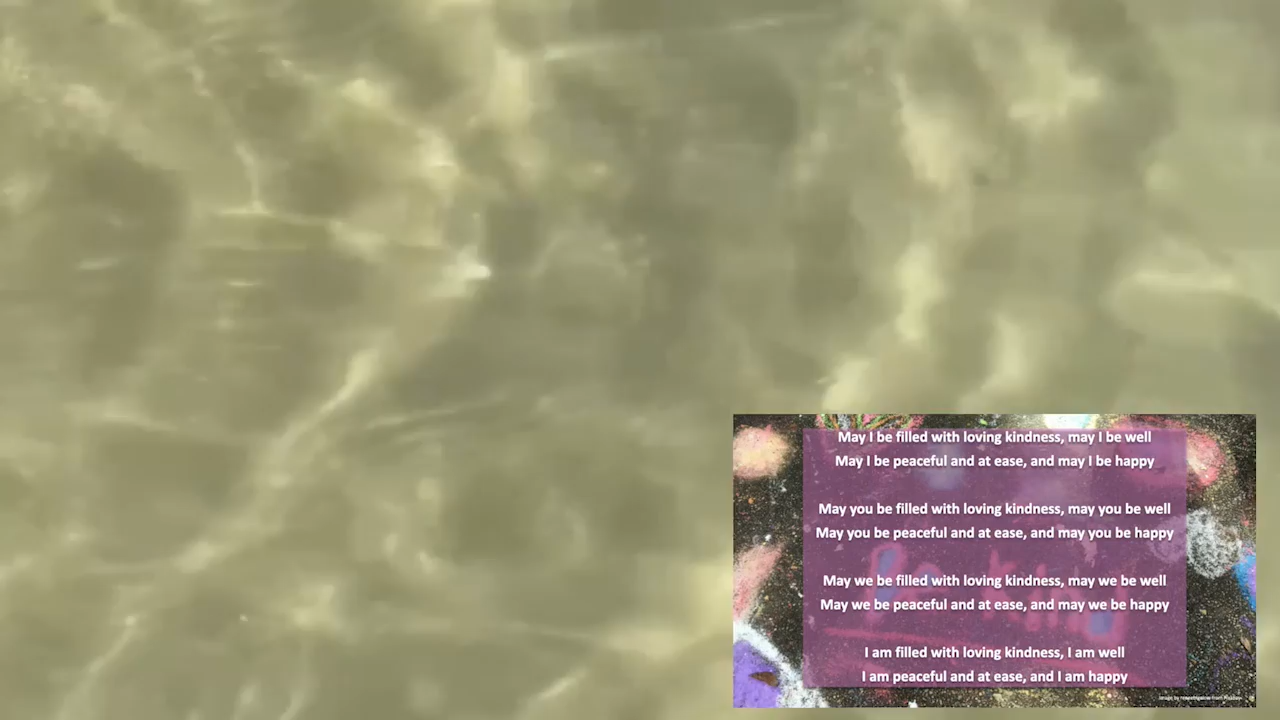 May I be filled with loving kindness, may I be well
May I be peaceful and at ease, and may I be happy
May you be filled with loving kindness, may you be well
May you be peaceful and at ease, and may you be happy
May we be filled with loving kindness, may we be well
May we be peaceful and at ease, and may we be happy
Be Kind
I am filled with loving kindness, I am well
I am peaceful and at ease, and I am happy